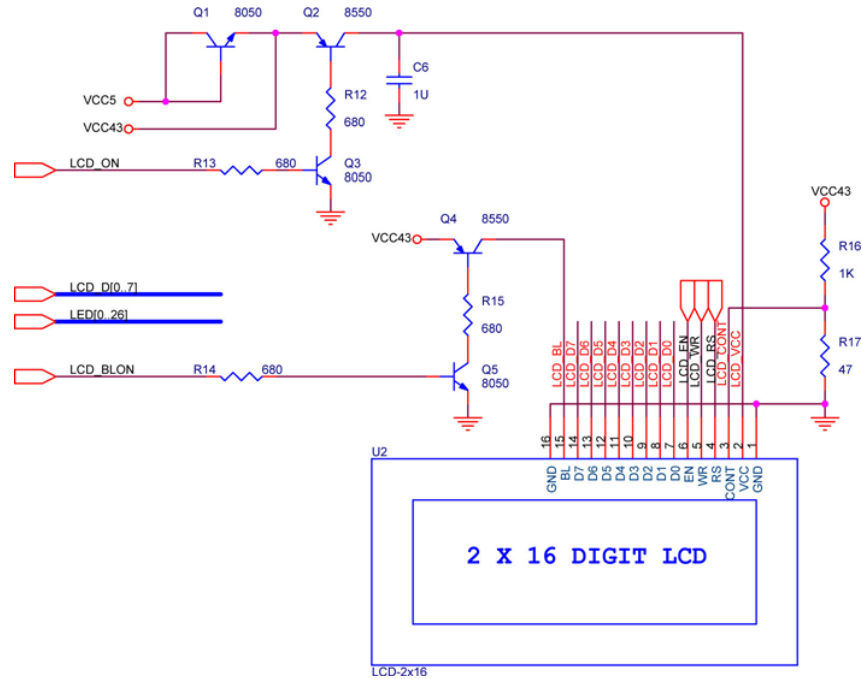 Q1 8050 Q2 8550
C6
VCC5
R12
1U
VCC43
680
LCD_ON
R13 680 Q3
8050
VCC43
Q4 8550
VCC43
R16
1K
LCD_D[0..7]
R15
LED[0..26]
680
R17
47
LCD_BLON
R14 680
Q5
8050
LCD_BL
LCD_D7
LCD_D6
LCD_D5
LCD_D4
LCD_D3
LCD_D2
LCD_D1
LCD_D0
LCD_EN
LCD_WR
LCD_RS
LCD_CONT
LCD_VCC
16 15 14 13 12 11 10 9 8 7 6 5 4 3 2 1
U2
GND BL D7 D6 D5 D4 D3 D2 D1 D0 EN WR RS CONT VCC GND
2 X 16 DIGIT LCD
LCD-2x16